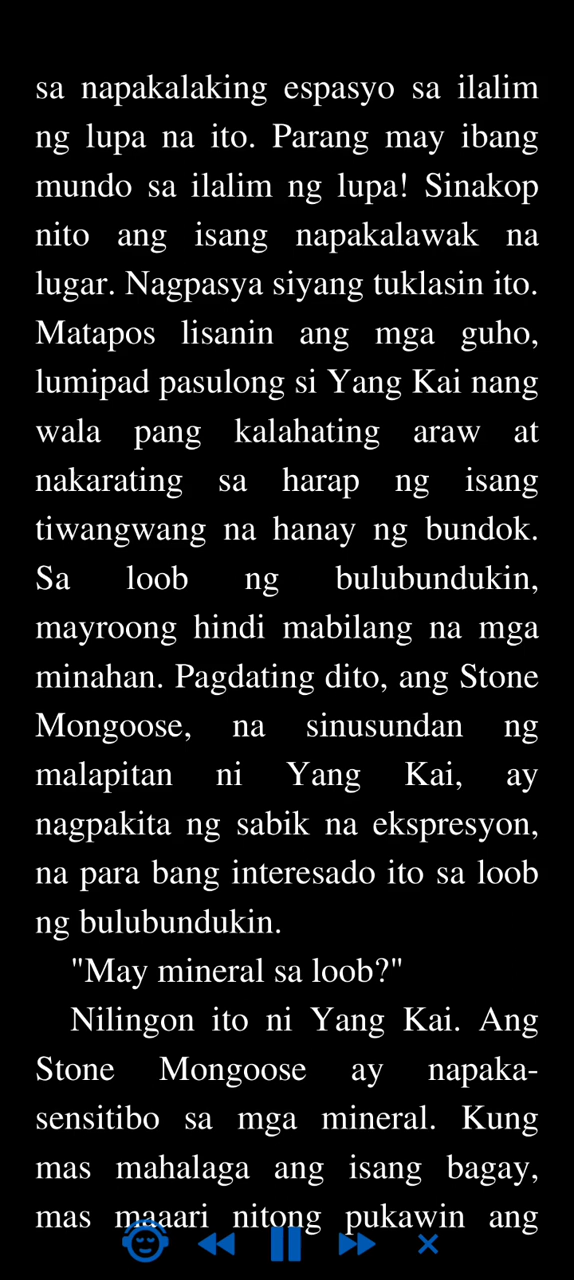 sa napakalaking espasyo sa ilalim
ng lupa na ito. Parang may ibang
mundo sa ilalim ng lupa! Sinakop
nito ang isang napakalawak na
lugar. Nagpasya siyang tuklasin ito.
Matapos lisanin ang mga guho,
lumipad pasulong si Yang Kai nang
wala pang kalahating araw at
nakarating sa harap ng isang
tiwangwang na hanay ng bundok.
Sa loob ng bulubundukin,
mayroong hindi mabilang na mga
minahan. Pagdating dito, ang Stone
Mongoose, na sinusundan ng
malapitan ni Yang Kai, ay
nagpakita ng sabik na ekspresyon,
na para bang interesado ito sa loob
ng bulubundukin.
"May mineral sa loob?"
Nilingon ito ni Yang Kai. Ang
Stone Mongoose ay napaka-
sensitibo sa mga mineral. Kung
mas mahalaga ang isang bagay,
mas maaari nitong pukawin ang